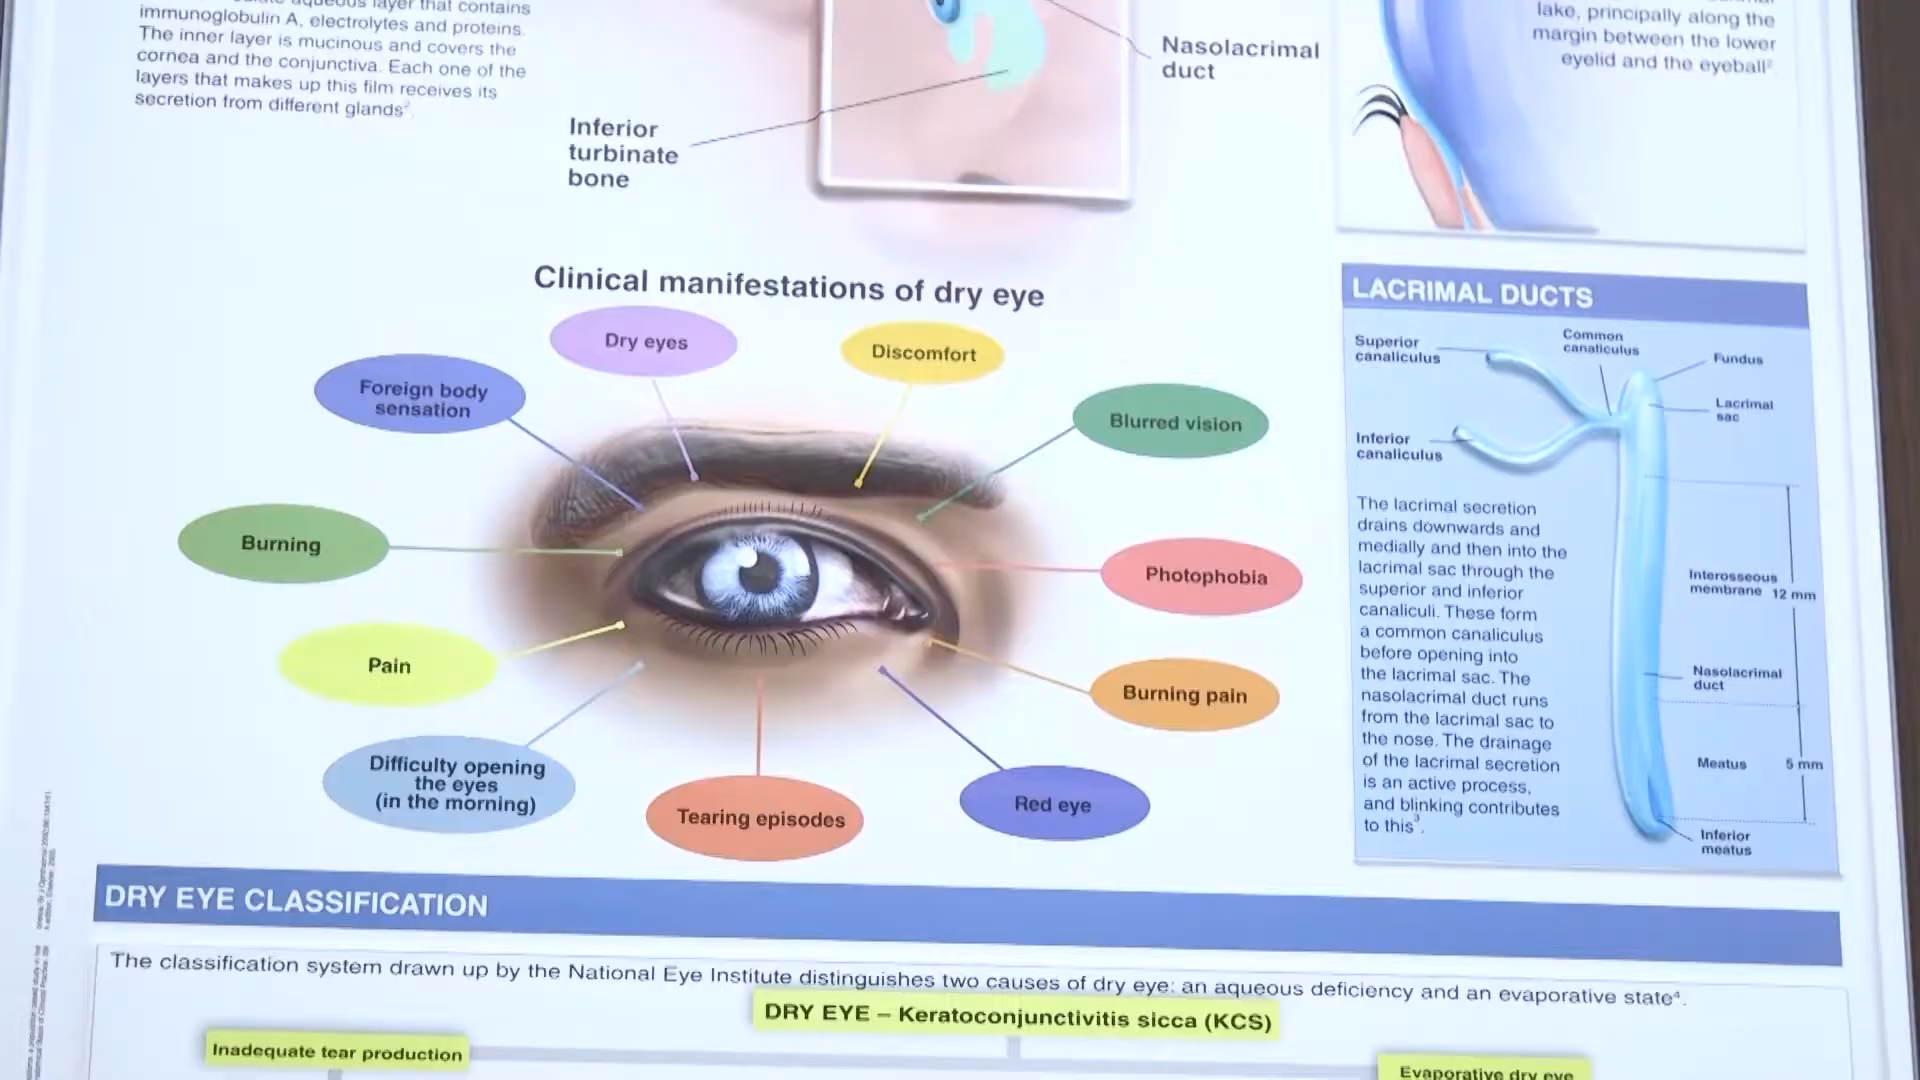 aqueous layer that contains
immunoglobulin A, electrolytes and proteins.
The inner layer is mucinous and covers the
cornea and the conjunctiva. Each one of the
layers that makes up this film receives its
secretion from different glands².
Inferior
turbinate
bone
Nasolacrimal
duct
lake, principally along the
margin between the lower
eyelid and the eyeball².
Clinical manifestations of dry eye
Dry eyes
Discomfort
Foreign body
sensation
Blurred vision
Burning
Photophobia
Pain
Burning pain
Difficulty opening
the eyes
(in the morning)
Tearing episodes
Red eye
LACRIMAL DUCTS
Superior
canaliculus
Common
canaliculus
Fundus
Lacrimal
sac
Inferior
canaliculus
The lacrimal secretion
drains downwards and
medially and then into the
lacrimal sac through the
superior and inferior
canaliculi. These form
a common canaliculus
before opening into
the lacrimal sac. The
nasolacrimal duct runs
from the lacrimal sac to
the nose. The drainage
of the lacrimal secretion
is an active process,
and blinking contributes
to this³.
Interosseous
membrane 12 mm
Nasolacrimal
duct
Meatus 5 mm
Inferior
meatus
DRY EYE CLASSIFICATION
The classification system drawn up by the National Eye Institute distinguishes two causes of dry eye: an aqueous deficiency and an evaporative state⁴.
DRY EYE – Keratoconjunctivitis sicca (KCS)
Inadequate tear production
Evaporative dry eye